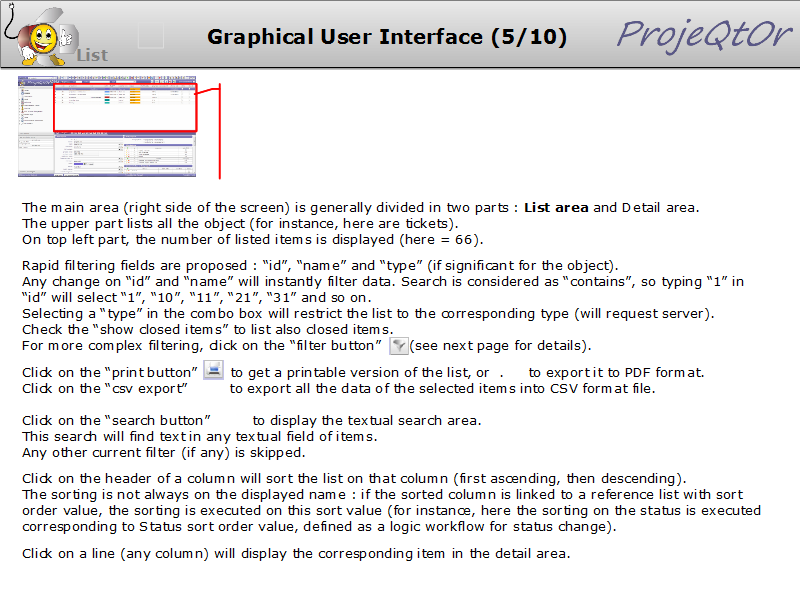 List
Graphical User Interface (5/10)
ProjeQtOr
The main area (right side of the screen) is generally divided in two parts : List area and Detail area.
The upper part lists all the object (for instance, here are tickets).
On top left part, the number of listed items is displayed (here = 66).
Rapid filtering fields are proposed : “id”, “name” and “type” (if significant for the object).
Any change on “id” and “name” will instantly filter data. Search is considered as “contains”, so typing “1” in
“id” will select “1”, “10”, “11”, “21”, “31” and so on.
Selecting a “type” in the combo box will restrict the list to the corresponding type (will request server).
Check the “show closed items” to list also closed items.
For more complex filtering, click on the “filter button” (see next page for details).
Click on the “print button” to get a printable version of the list, or . to export it to PDF format.
Click on the “csv export” to export all the data of the selected items into CSV format file.
Click on the “search button” to display the textual search area.
This search will find text in any textual field of items.
Any other current filter (if any) is skipped.
Click on the header of a column will sort the list on that column (first ascending, then descending).
The sorting is not always on the displayed name : if the sorted column is linked to a reference list with sort
order value, the sorting is executed on this sort value (for instance, here the sorting on the status is executed
corresponding to Status sort order value, defined as a logic workflow for status change).
Click on a line (any column) will display the corresponding item in the detail area.